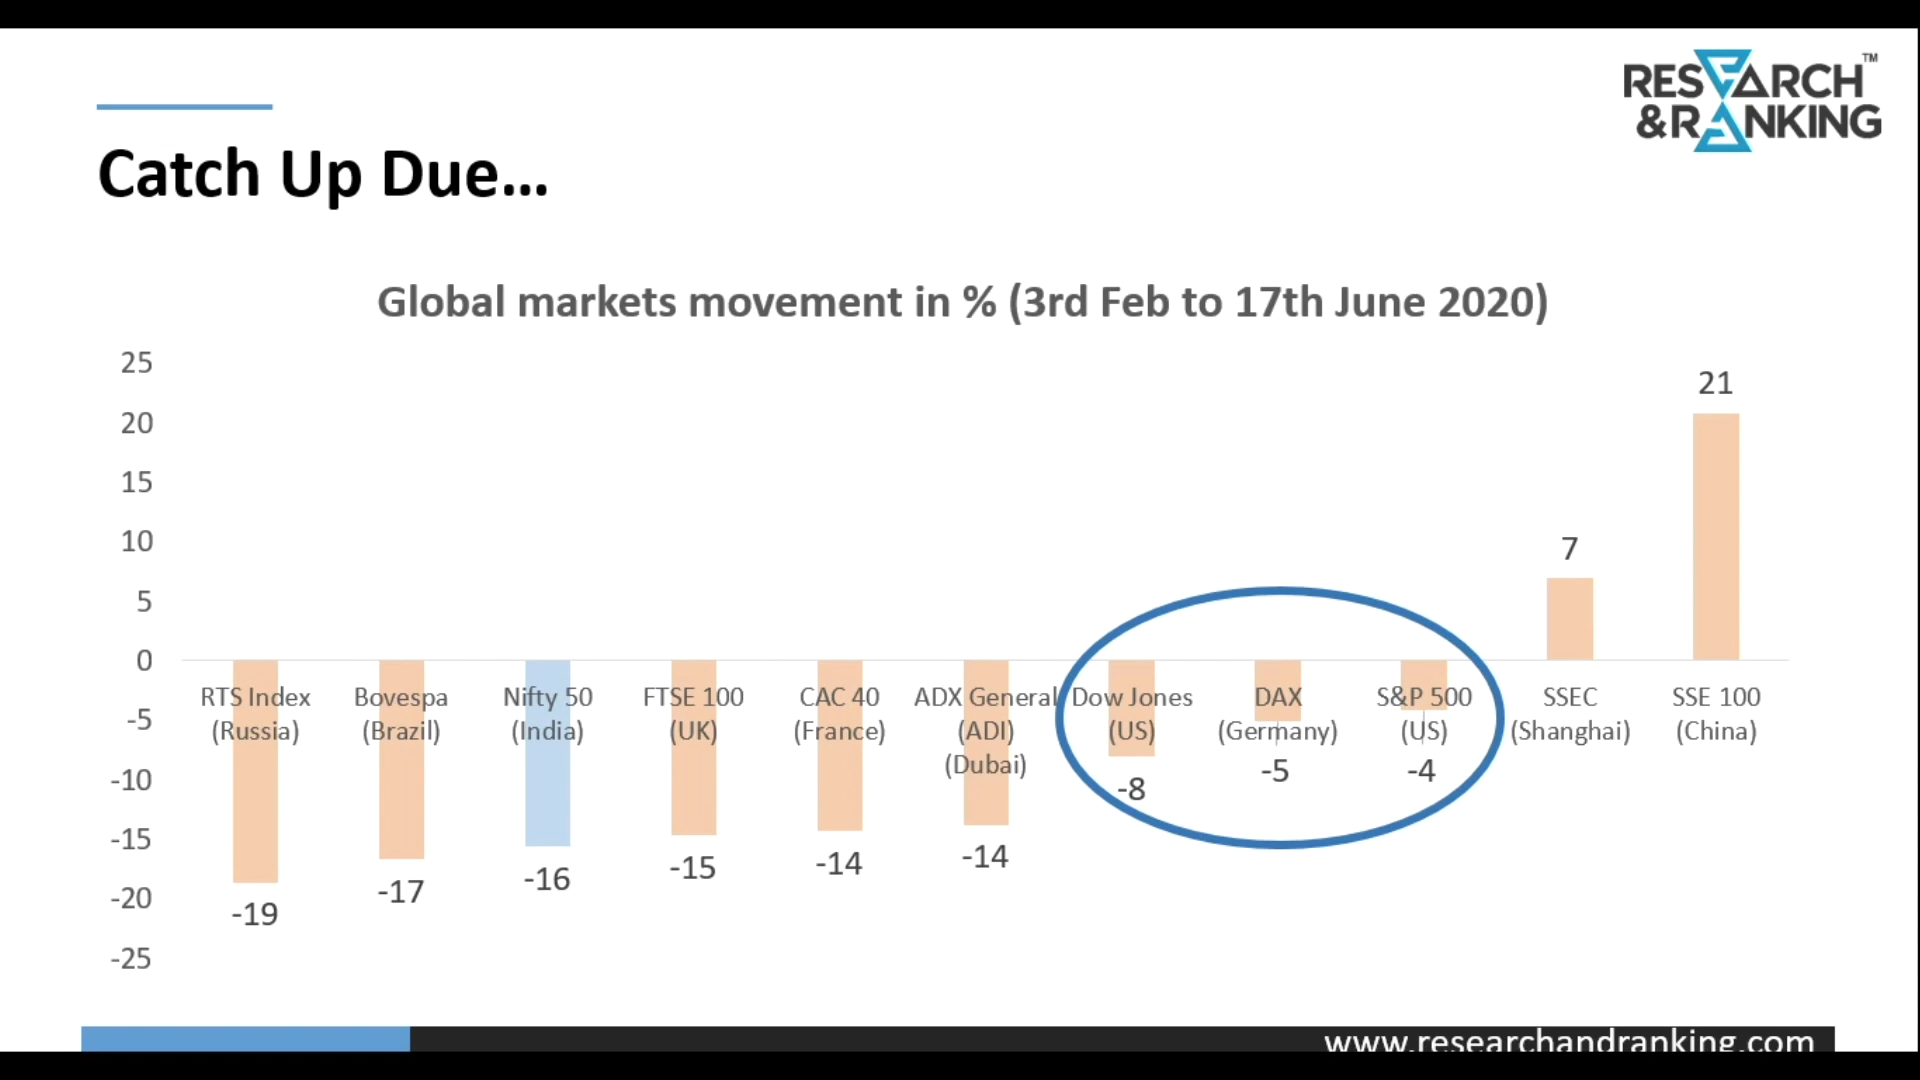 RESEARCH™
&RANKING
Catch Up Due...
Global markets movement in % (3rd Feb to 17th June 2020)
25
20
15
10
5
0
-5
-10
-15
-20
-25
RTS Index
(Russia)
-19
Bovespa
(Brazil)
-17
Nifty 50
(India)
-16
FTSE 100
(UK)
-15
CAC 40
(France)
-14
ADX General
(ADI)
(Dubai)
-14
Dow Jones
(US)
-8
DAX
(Germany)
-5
S&P 500
(US)
-4
SSEC
(Shanghai)
7
SSE 100
(China)
21
www.researchandranking.com